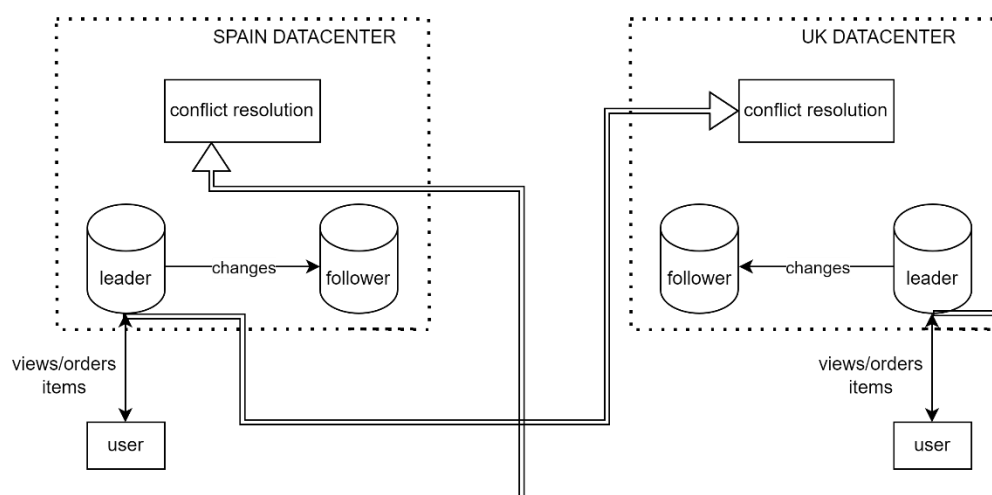 SPAIN DATACENTER
conflict resolution
leader
changes
follower
views/orders
items
user
UK DATACENTER
conflict resolution
follower
changes
leader
views/orders
items
user